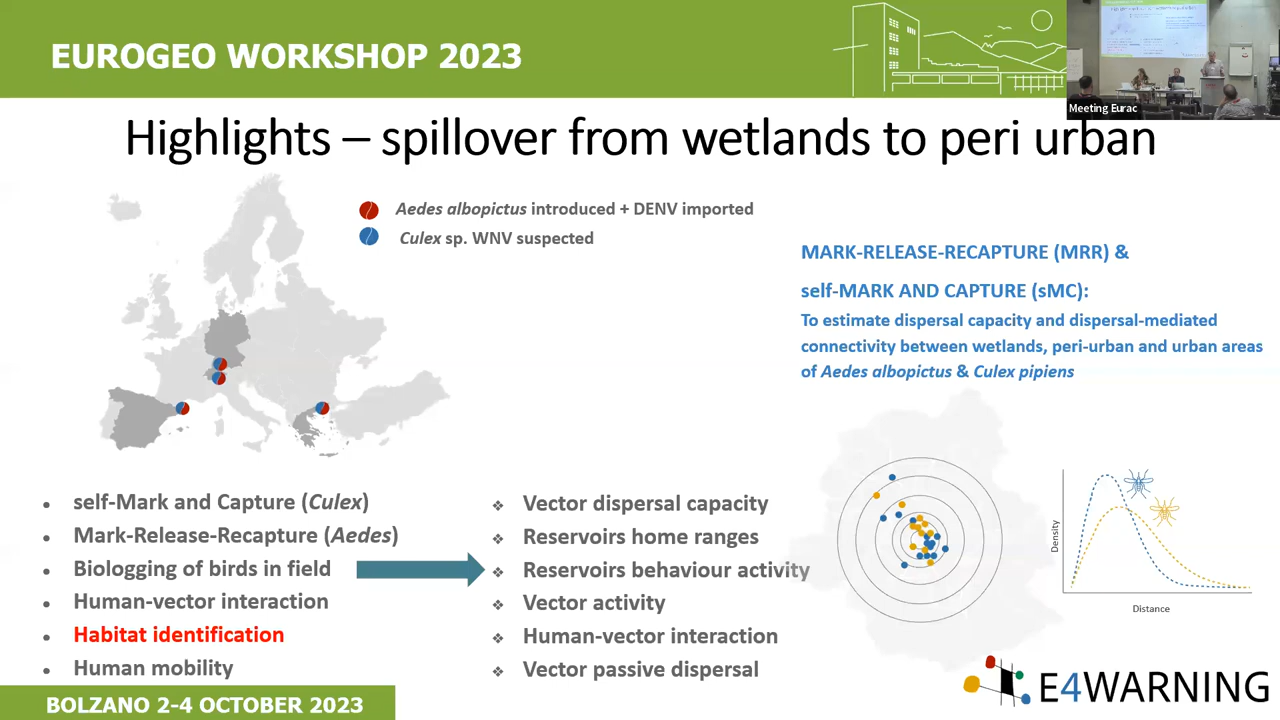 EUROGEO WORKSHOP 2023
Meeting Eurac
Highlights – spillover from wetlands to peri urban
Aedes albopictus introduced + DENV imported
Culex sp. WNV suspected
MARK-RELEASE-RECAPTURE (MRR) &
self-MARK AND CAPTURE (sMC):
To estimate dispersal capacity and dispersal-mediated
connectivity between wetlands, peri-urban and urban areas
of Aedes albopictus & Culex pipiens
self-Mark and Capture (Culex)
Mark-Release-Recapture (Aedes)
Biologging of birds in field
Human-vector interaction
Habitat identification
Human mobility
Vector dispersal capacity
Reservoirs home ranges
Reservoirs behaviour activity
Vector activity
Human-vector interaction
Vector passive dispersal
Density
Distance
E4WARNING
BOLZANO 2-4 OCTOBER 2023